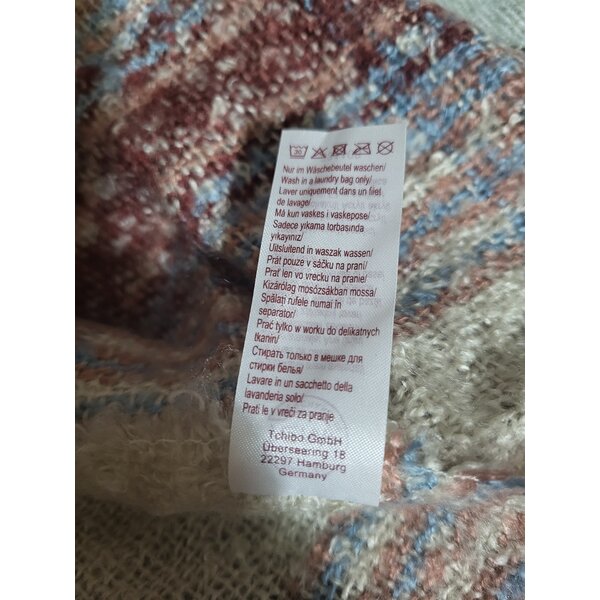 30
Nur im Wäschebeutel waschen/
Wash in a laundry bag only/
Laver uniquement dans un filet
de lavage/
Må kun vaskes i vaskepose/
Sadece yıkama torbasında
yıkayınız/
Uitsluitend in waszak wassen/
Prát pouze v sáčku na praní/
Prať len vo vrecku na pranie/
Kizárólag mosózsákban mossa/
Spălaţi rufele numai în
separator/
Prać tylko w worku do delikatnych
tkanin/
Стирать только в мешке для
стирки белья/
Lavare in un sacchetto della
lavanderia solo/
Prati le v vreči za pranje
Tchibo GmbH
Überseering 18
22297 Hamburg
Germany